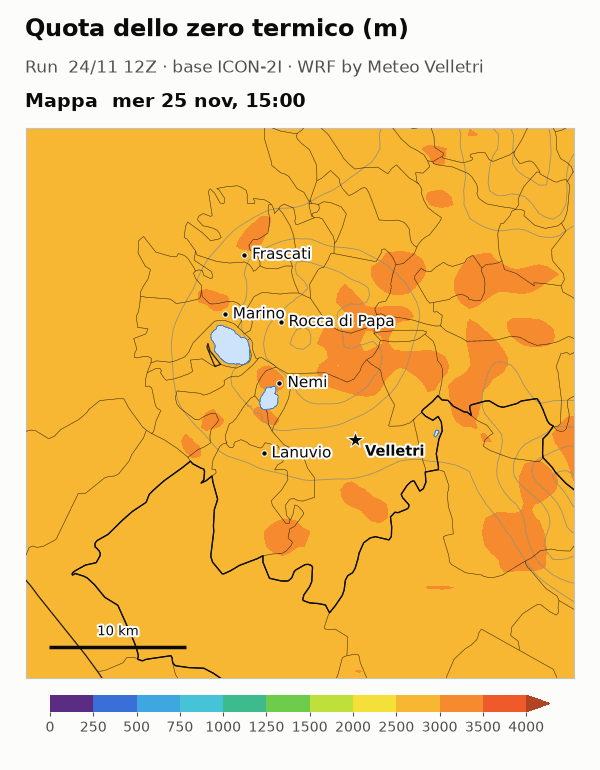 Quota dello zero termico (m)
Run  24/11 12Z · base ICON-2I · WRF by Meteo Velletri
Mappa  mer 25 nov, 15:00
Frascati
Marino
Rocca di Papa
Nemi
Velletri
Lanuvio
10 km
0 250 500 750 1000 1250 1500 2000 2500 3000 3500 4000